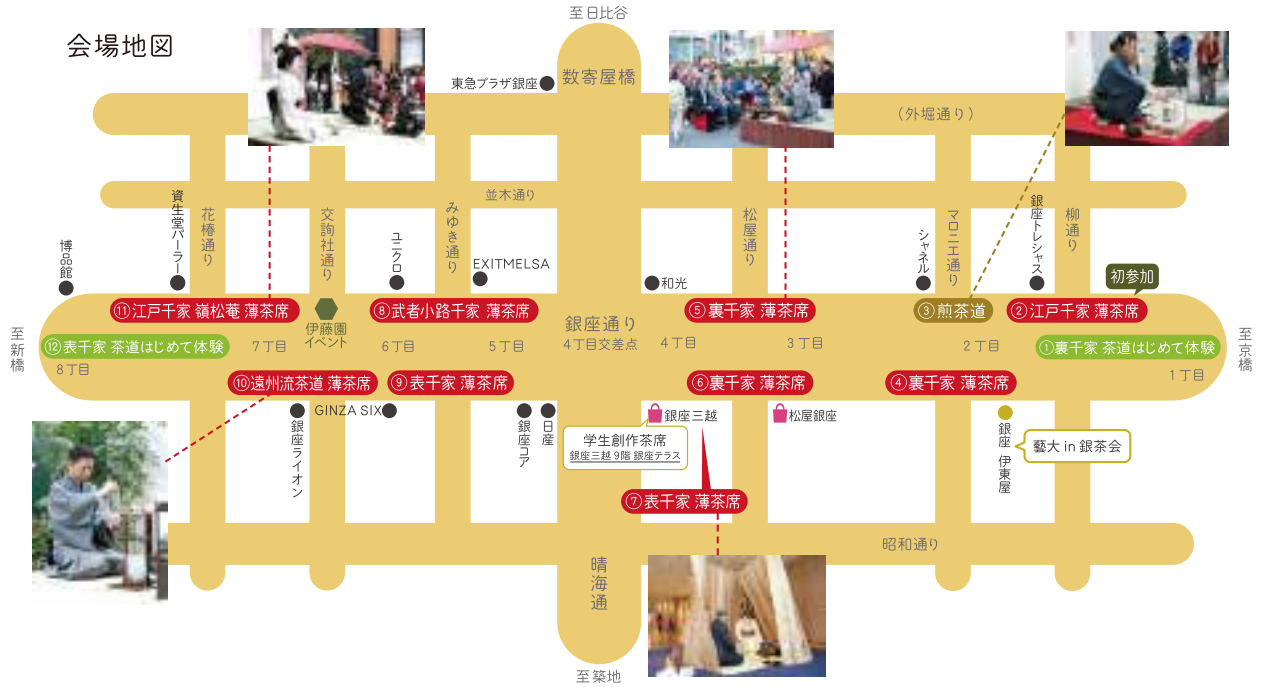 会場地図
至日比谷
数寄屋橋
東急プラザ銀座
（外堀通り）
並木通り
花椿通り
交詢社通り
みゆき通り
松屋通り
マロニエ通り
柳通り
博品館
資生堂パーラー
ユニクロ
EXITMELSA
和光
シャネル
銀座トレシャス
初参加
⑪江戸千家 嶺松菴 薄茶席
伊藤園
イベント
⑧武者小路千家 薄茶席
銀座通り
4丁目交差点
⑤裏千家 薄茶席
③煎茶道
②江戸千家 薄茶席
至新橋
⑫表千家 茶道はじめて体験
8丁目
7丁目
6丁目
5丁目
4丁目
3丁目
2丁目
①裏千家 茶道はじめて体験
1丁目
至京橋
⑩遠州流茶道 薄茶席
⑨表千家 薄茶席
⑥裏千家 薄茶席
④裏千家 薄茶席
銀座ライオン
GINZA SIX
銀座コア
日産
銀座三越
松屋銀座
学生創作茶席
銀座三越 9階 銀座テラス
銀座 伊東屋
藝大 in 銀茶会
⑦表千家 薄茶席
昭和通り
晴海通
至築地